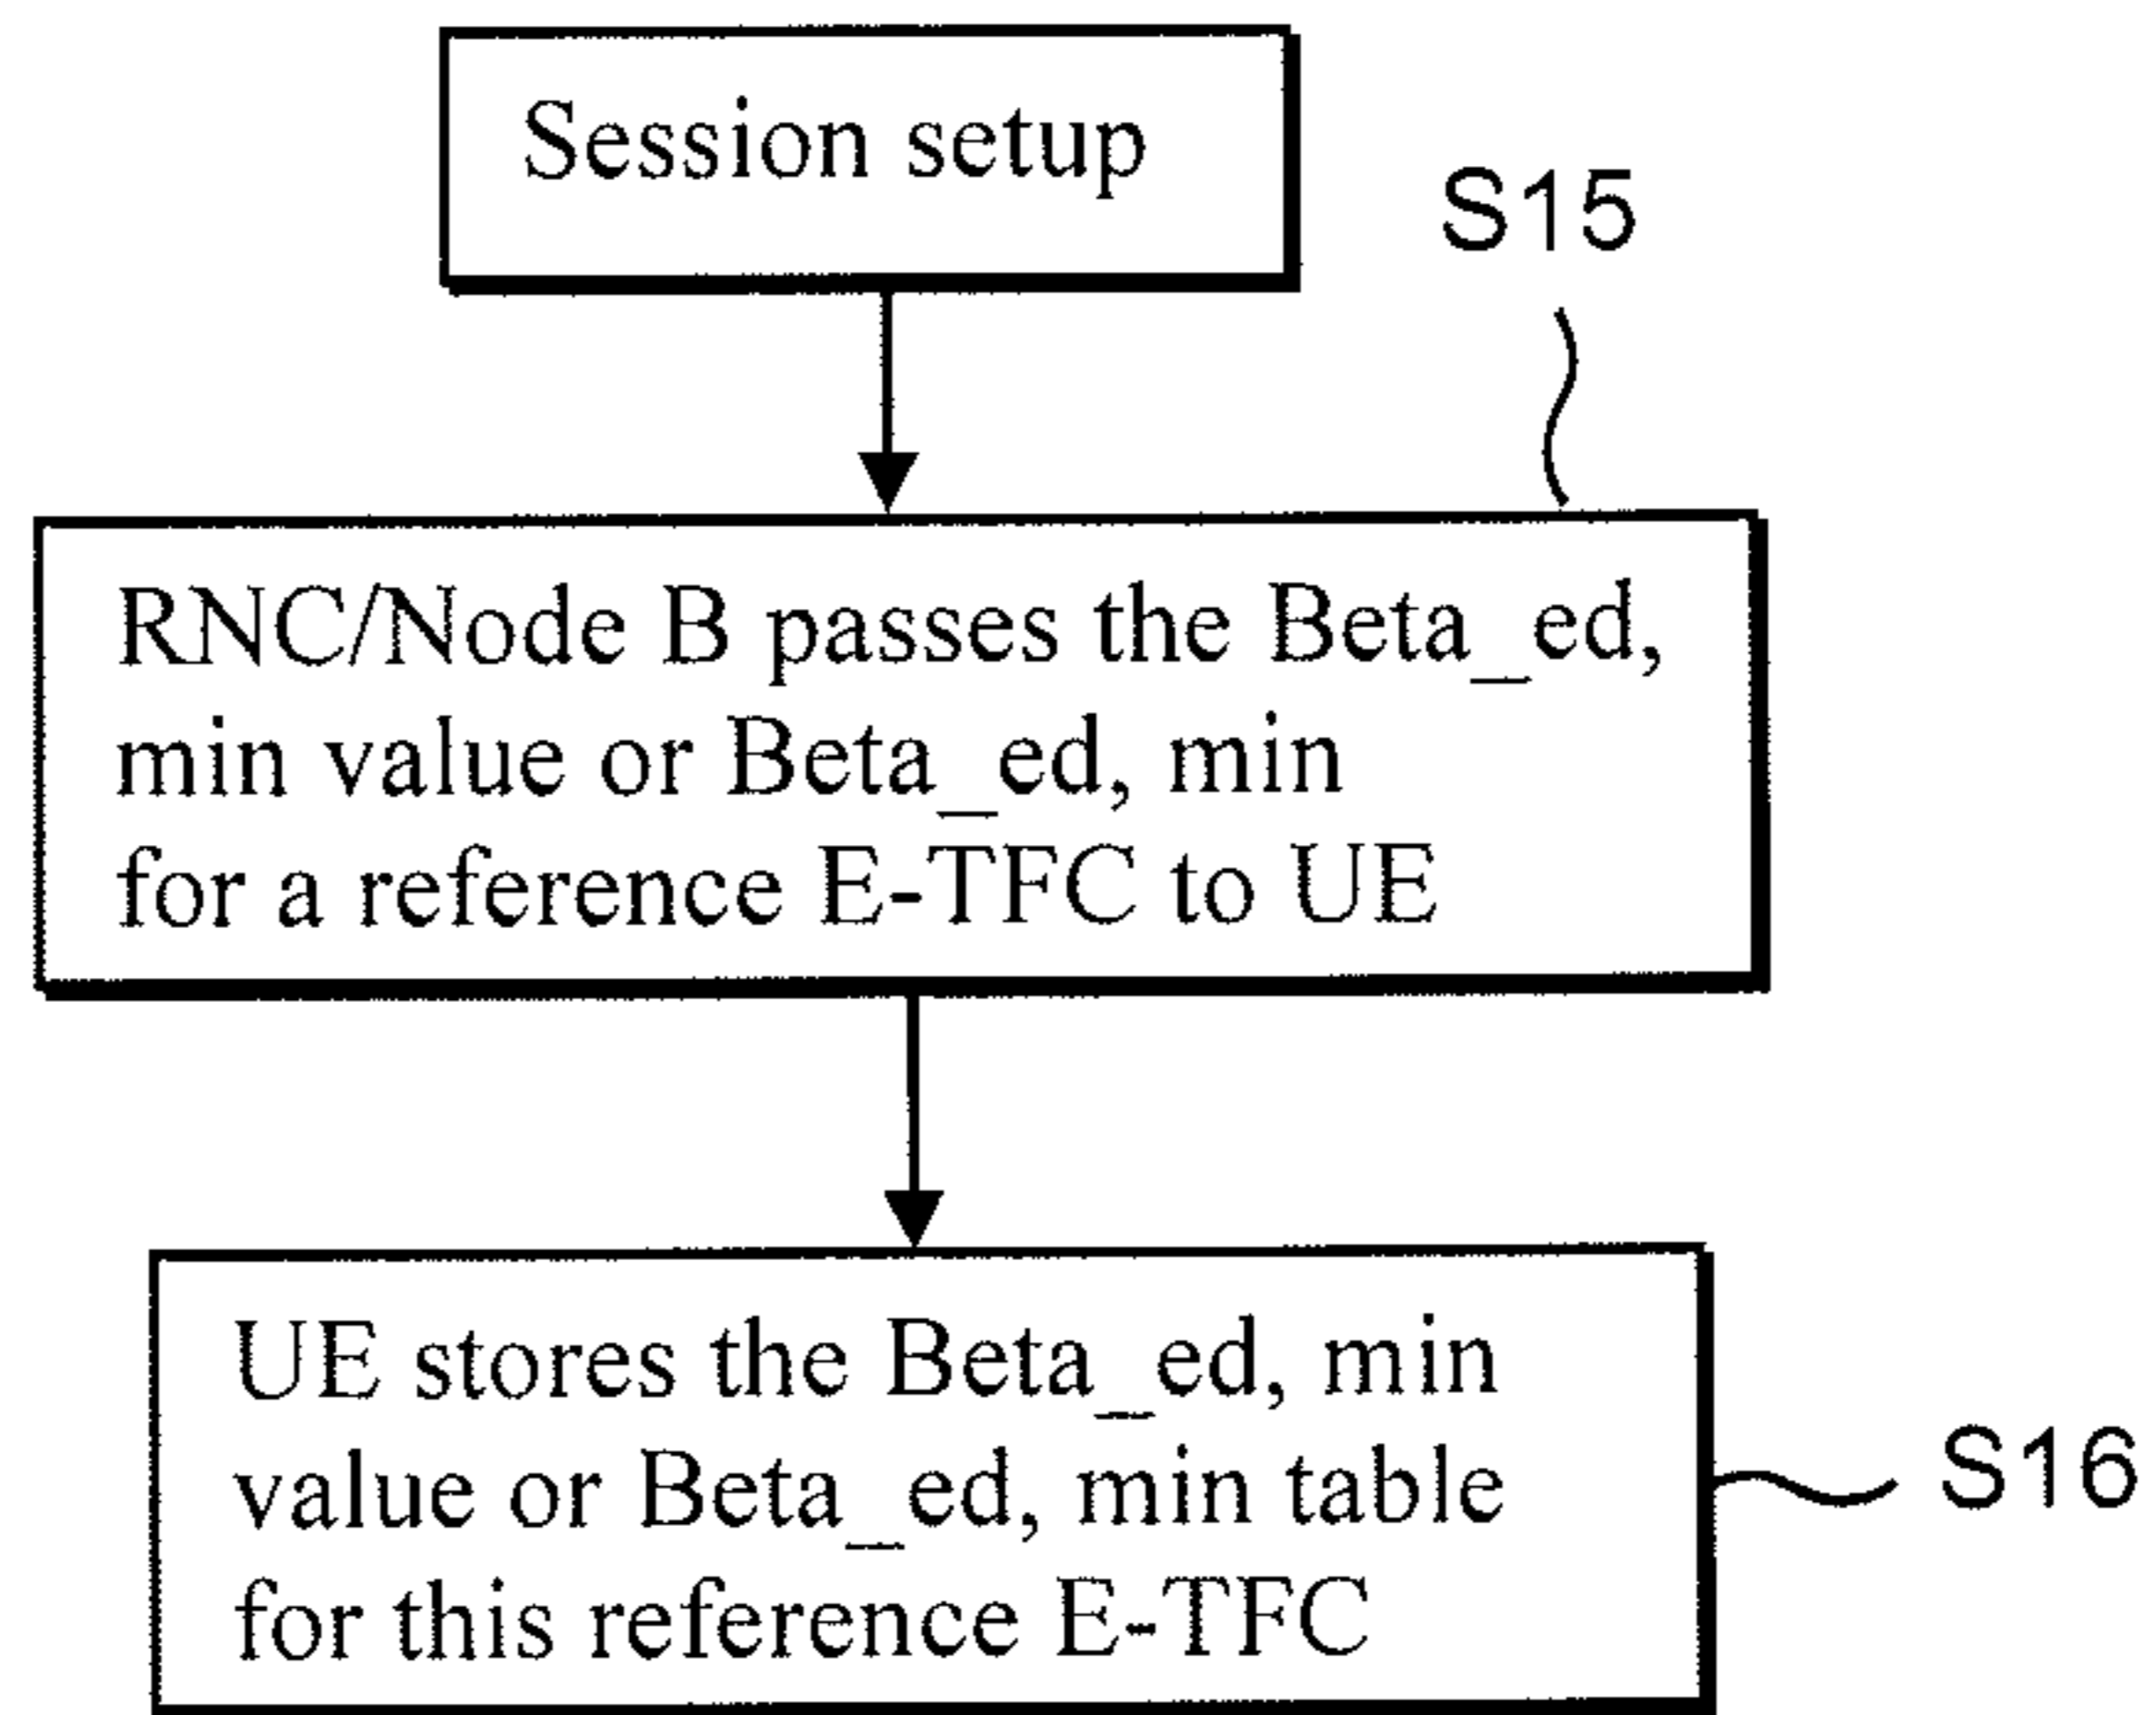 Session setup
S15
RNC/Node B passes the Beta_ed,
min value or Beta_ed, min
for a reference E-TFC to UE
UE stores the Beta_ed, min
value or Beta_ed, min table
for this reference E-TFC
S16